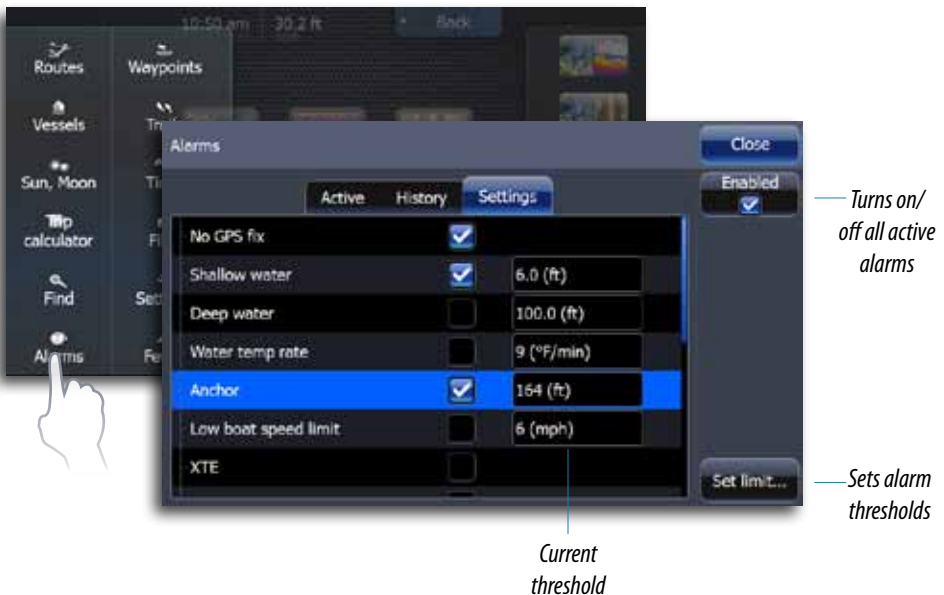 10:50 am 30.2 ft Back
Routes Waypoints
Vessels
Sun, Moon
Trip calculator
Find
Alarms
Alarms Close
Active History Settings Enabled
No GPS fix
Shallow water 6.0 (ft)
Deep water 100.0 (ft)
Water temp rate 9 (°F/min)
Anchor 164 (ft)
Low boat speed limit 6 (mph)
XTE
Set limit...
Turns on/
off all active
alarms
Sets alarm
thresholds
Current
threshold